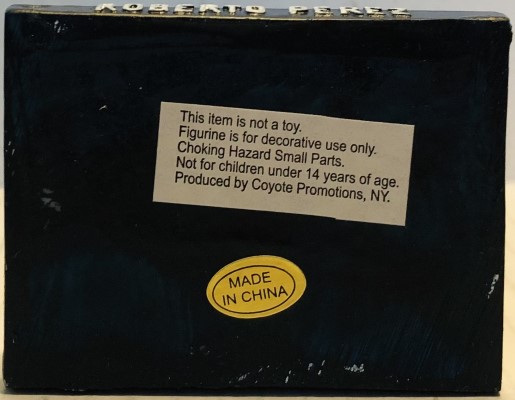 ROBERTO PEREZ
This item is not a toy.
Figurine is for decorative use only.
Choking Hazard Small Parts.
Not for children under 14 years of age.
Produced by Coyote Promotions, NY.
MADE
IN CHINA